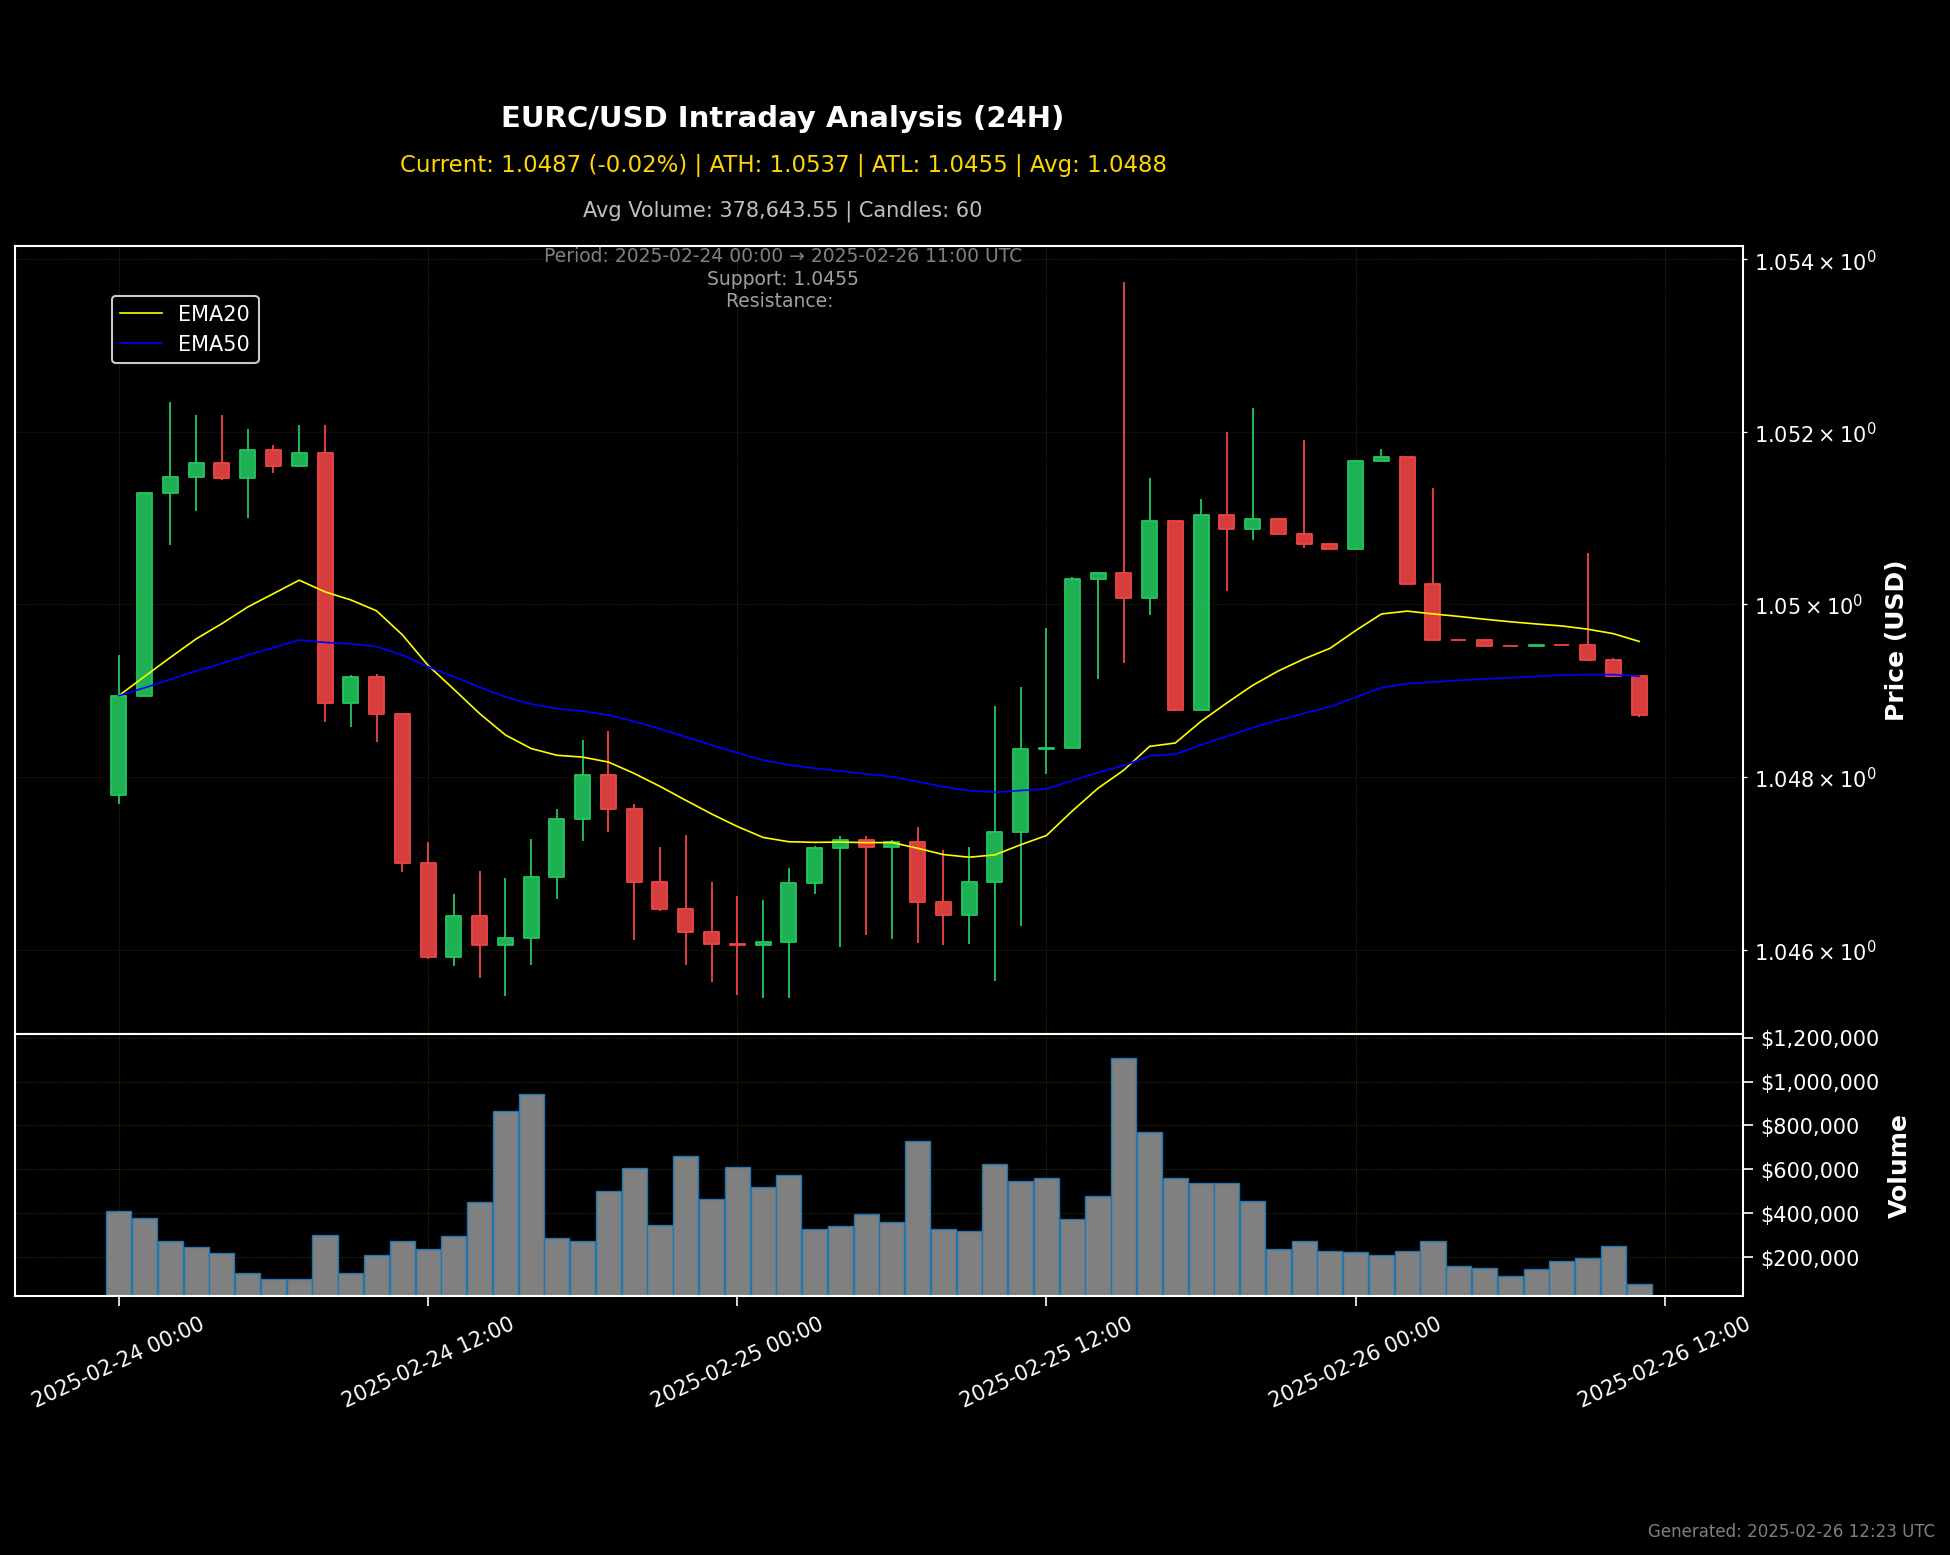 EURC/USD Intraday Analysis (24H)
Current: 1.0487 (-0.02%) | ATH: 1.0537 | ATL: 1.0455 | Avg: 1.0488
Avg Volume: 378,643.55 | Candles: 60
Period: 2025-02-24 00:00 → 2025-02-26 11:00 UTC
Support: 1.0455
Resistance:
EMA20
EMA50
1.054 × 10⁰
1.052 × 10⁰
1.05 × 10⁰
1.048 × 10⁰
1.046 × 10⁰
Price (USD)
$1,200,000
$1,000,000
$800,000
$600,000
$400,000
$200,000
Volume
2025-02-24 00:00
2025-02-24 12:00
2025-02-25 00:00
2025-02-25 12:00
2025-02-26 00:00
2025-02-26 12:00
Generated: 2025-02-26 12:23 UTC